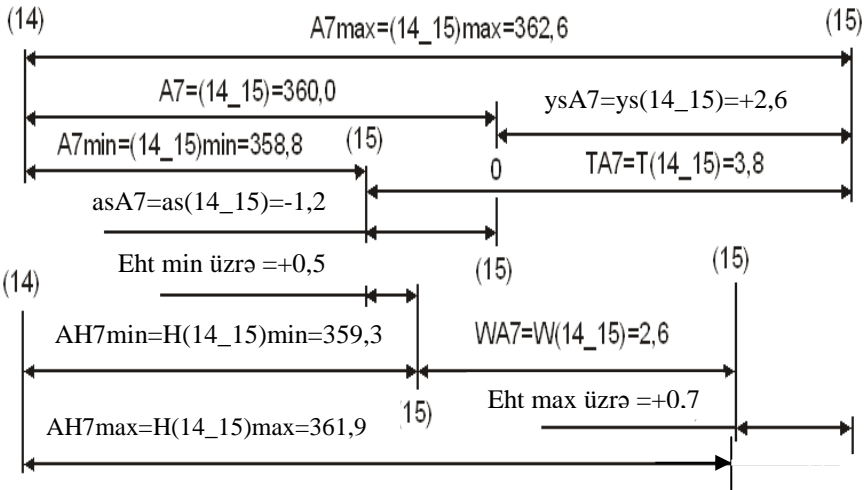 (14) A7max=(14_15)max=362,6 (15)
A7=(14_15)=360,0 ysA7=ys(14_15)=+2,6
A7min=(14_15)min=358,8 (15)
0 TA7=T(14_15)=3,8
asA7=as(14_15)=-1,2
Eht min üzrə =+0,5 (15) (15)
(14)
AH7min=H(14_15)min=359,3 WA7=W(14_15)=2,6
(15) Eht max üzrə =+0.7
AH7max=H(14_15)max=361,9